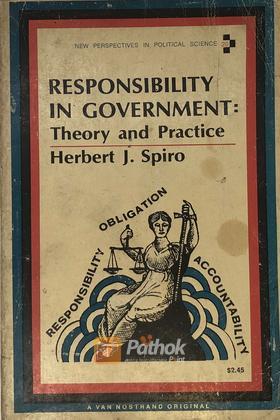 NEW PERSPECTIVES IN POLITICAL SCIENCE
RESPONSIBILITY
IN GOVERNMENT:
Theory and Practice
Herbert J. Spiro
RESPONSIBILITY
OBLIGATION
ACCOUNTABILITY
Pathok
Point
$2.45
A VAN NOSTRAND ORIGINAL